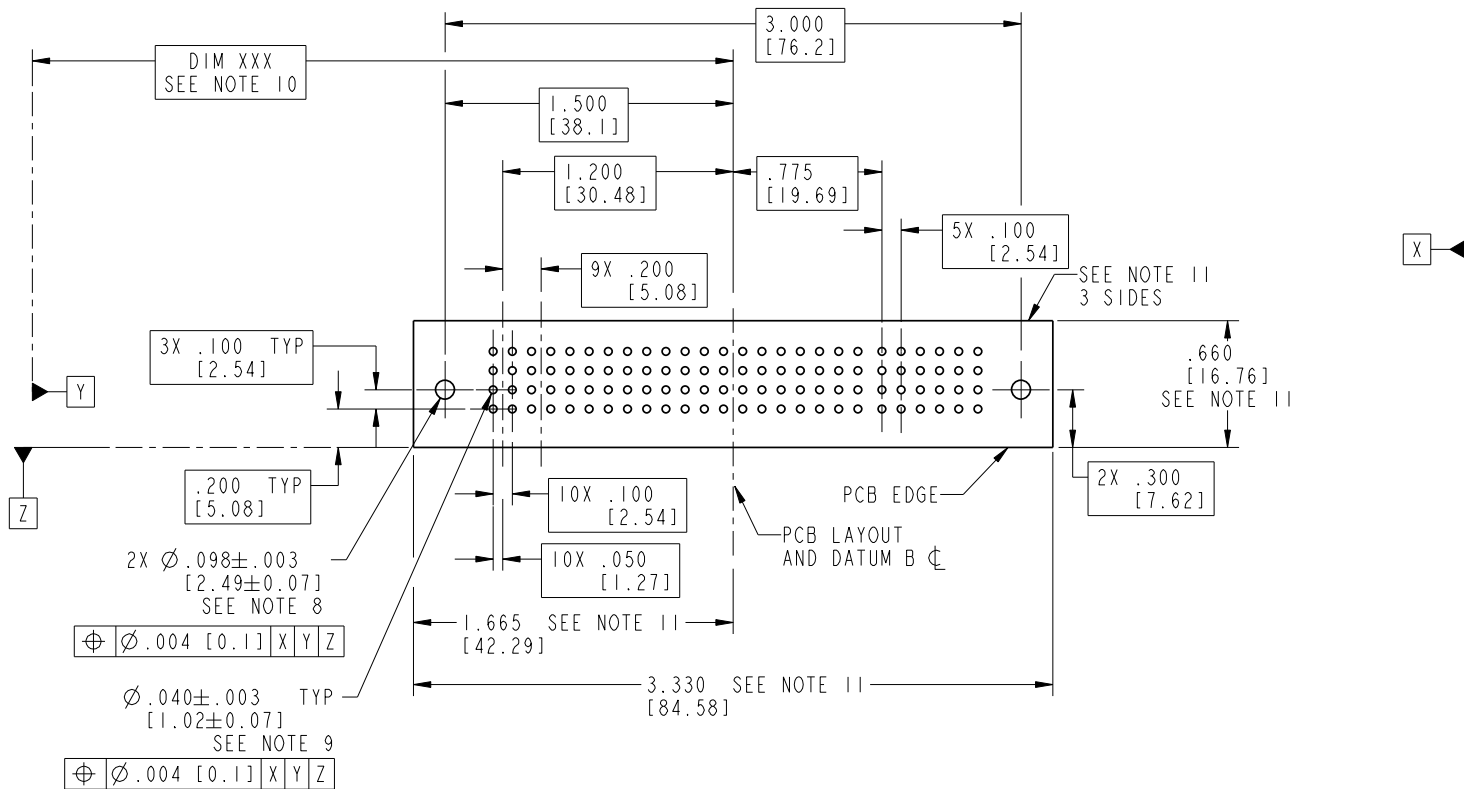 3.000
[76.2]
DIM XXX
SEE NOTE 10
1.500
[38.1]
1.200
[30.48]
.775
[19.69]
5X .100
[2.54]
X
9X .200
[5.08]
SEE NOTE 11
3 SIDES
3X .100 TYP
[2.54]
.660
[16.76]
SEE NOTE 11
Y
.200 TYP
[5.08]
Z
10X .100
[2.54]
PCB EDGE
2X .300
[7.62]
PCB LAYOUT
AND DATUM B ℄
10X .050
[1.27]
2X Ø.098±.003
[2.49±0.07]
SEE NOTE 8
⌖ Ø.004 [0.1] X Y Z
1.665 SEE NOTE 11
[42.29]
3.330 SEE NOTE 11
[84.58]
Ø.040±.003 TYP
[1.02±0.07]
SEE NOTE 9
⌖ Ø.004 [0.1] X Y Z